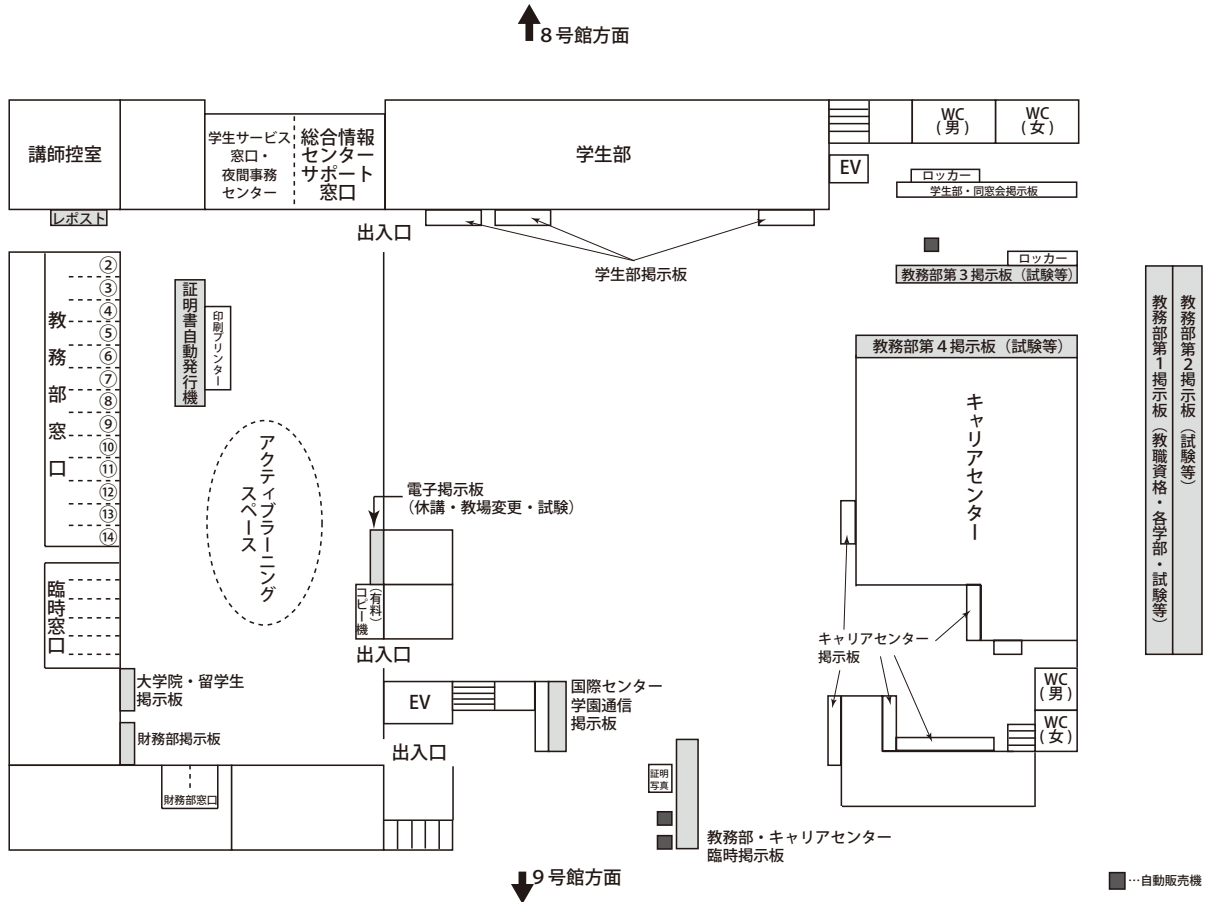 8号館方面
講師控室
学生サービス
窓口・
夜間事務
センター
総合情報
センター
サポート
窓口
学生部
EV
WC
(男)
WC
(女)
ロッカー
学生部・同窓会掲示板
レポスト
出入口
学生部掲示板
ロッカー
教務部第3掲示板（試験等）
教務部第4掲示板（試験等）
教務部第1掲示板（教職資格・各学部・試験等）
教務部第2掲示板（試験等）
教務部窓口
②
③
④
⑤
⑥
⑦
⑧
⑨
⑩
⑪
⑫
⑬
⑭
証明書自動発行機
印刷プリンター
アクティブラーニング
スペース
電子掲示板
（休講・教場変更・試験）
キャリアセンター
臨時窓口
（有料）
コピー機
出入口
キャリアセンター
掲示板
大学院・留学生
掲示板
財務部掲示板
EV
国際センター
学園通信
掲示板
WC
(男)
WC
(女)
出入口
財務部窓口
証明
写真
教務部・キャリアセンター
臨時掲示板
9号館方面
…自動販売機